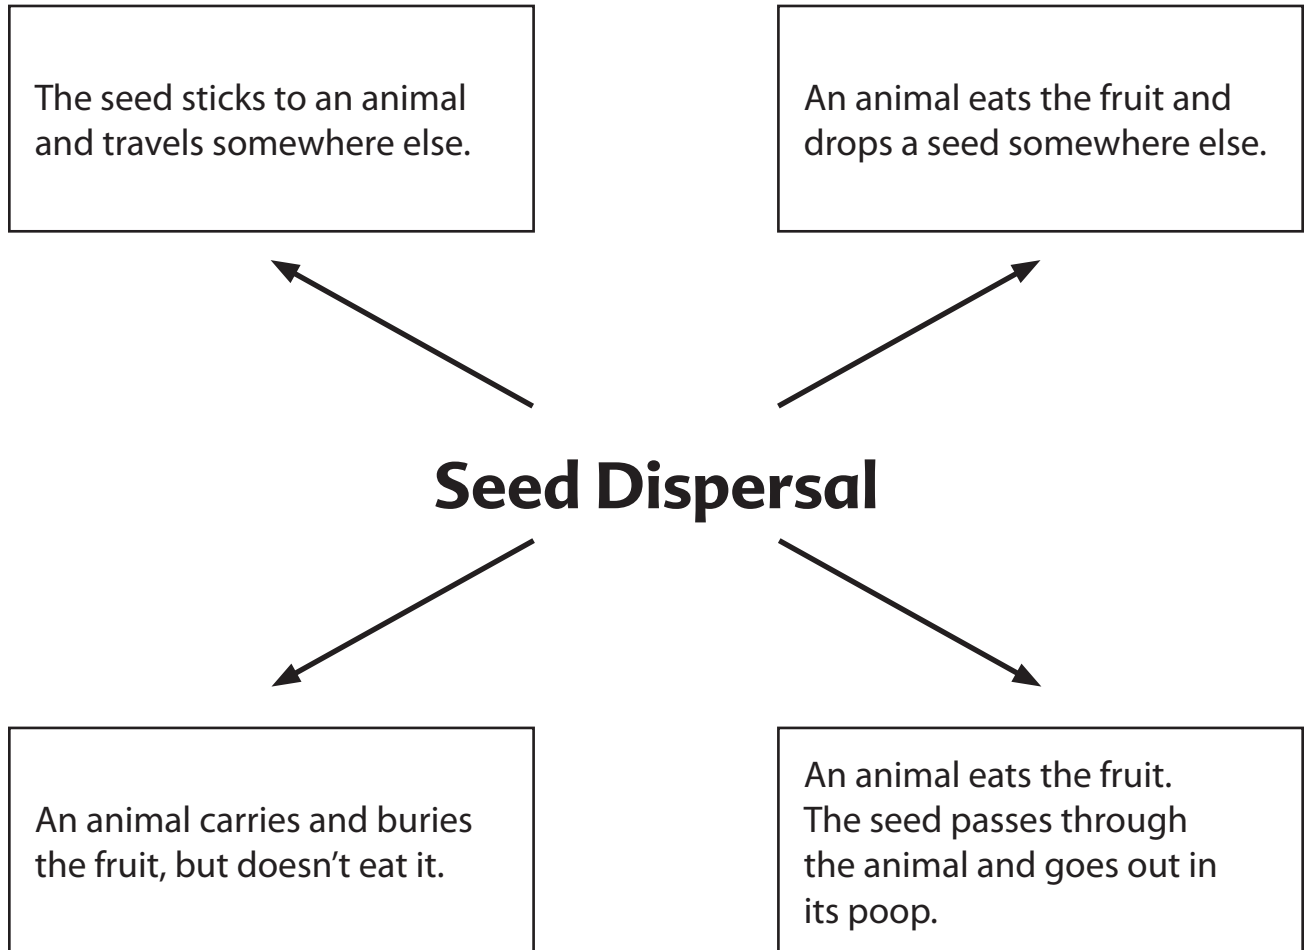 The seed sticks to an animal
and travels somewhere else.
An animal eats the fruit and
drops a seed somewhere else.
Seed Dispersal
An animal carries and buries
the fruit, but doesn’t eat it.
An animal eats the fruit.
The seed passes through
the animal and goes out in
its poop.